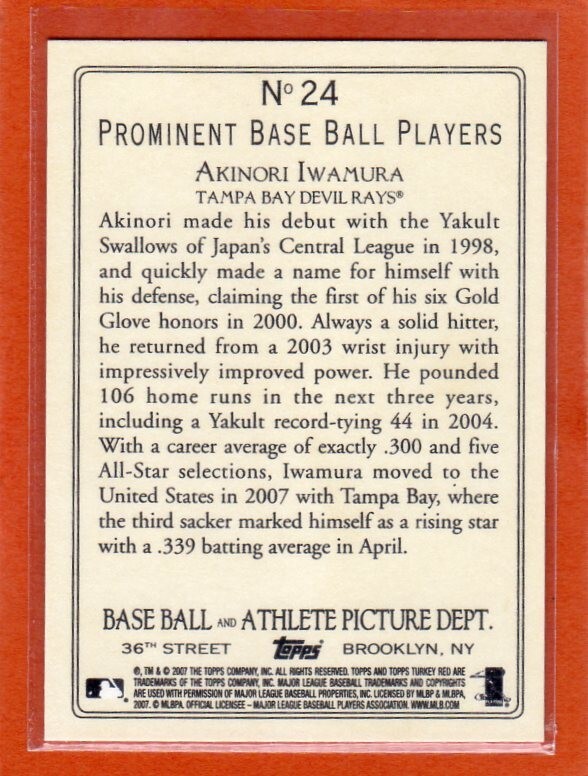 Nº 24
PROMINENT BASE BALL PLAYERS
AKINORI IWAMURA
TAMPA BAY DEVIL RAYS®
Akinori made his debut with the Yakult
Swallows of Japan's Central League in 1998,
and quickly made a name for himself with
his defense, claiming the first of his six Gold
Glove honors in 2000. Always a solid hitter,
he returned from a 2003 wrist injury with
impressively improved power. He pounded
106 home runs in the next three years,
including a Yakult record-tying 44 in 2004.
With a career average of exactly .300 and five
All-Star selections, Iwamura moved to the
United States in 2007 with Tampa Bay, where
the third sacker marked himself as a rising star
with a .339 batting average in April.
BASE BALL AND ATHLETE PICTURE DEPT.
36TH STREET topps BROOKLYN, NY
®, TM & © 2007 THE TOPPS COMPANY, INC. ALL RIGHTS RESERVED. TOPPS AND TOPPS TURKEY RED ARE
TRADEMARKS OF THE TOPPS COMPANY, INC. MAJOR LEAGUE BASEBALL TRADEMARKS AND COPYRIGHTS
ARE USED WITH PERMISSION OF MAJOR LEAGUE BASEBALL PROPERTIES, INC. LICENSED BY MLBP & MLBPA,
2007. © MLBPA. OFFICIAL LICENSEE – MAJOR LEAGUE BASEBALL PLAYERS ASSOCIATION. WWW.MLB.COM